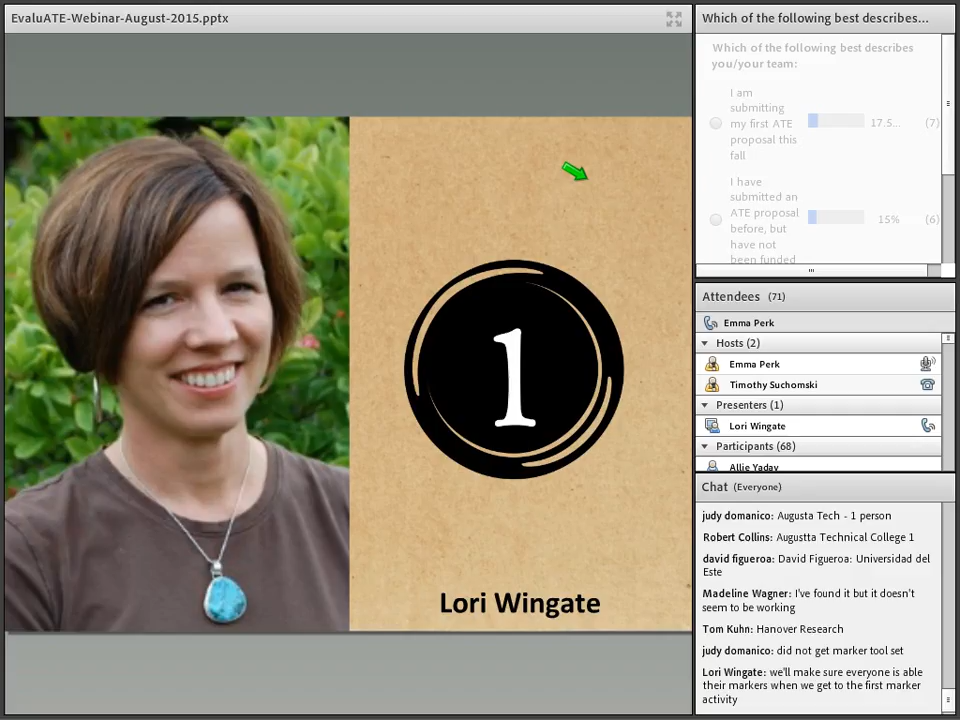 EvaluATE-Webinar-August-2015.pptx
1
Lori Wingate
Which of the following best describes...
Which of the following best describes
you/your team:
I am
submitting
my first ATE
proposal this
fall
17.5...
(7)
I have
submitted an
ATE proposal
before, but
have not
been funded
15%
(6)
Attendees (71)
Emma Perk
Hosts (2)
Emma Perk
Timothy Suchomski
Presenters (1)
Lori Wingate
Participants (68)
Allie Yaday
Chat (Everyone)
judy domanico: Augusta Tech - 1 person
Robert Collins: Augustta Technical College 1
david figueroa: David Figueroa: Universidad del
Este
Madeline Wagner: I've found it but it doesn't
seem to be working
Tom Kuhn: Hanover Research
judy domanico: did not get marker tool set
Lori Wingate: we'll make sure everyone is able
their markers when we get to the first marker
activity